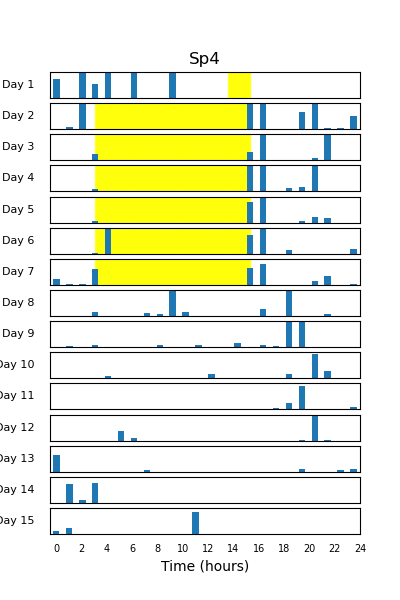 Sp4
Day 1
Day 2
Day 3
Day 4
Day 5
Day 6
Day 7
Day 8
Day 9
Day 10
Day 11
Day 12
Day 13
Day 14
Day 15
0 2 4 6 8 10 12 14 16 18 20 22 24
Time (hours)